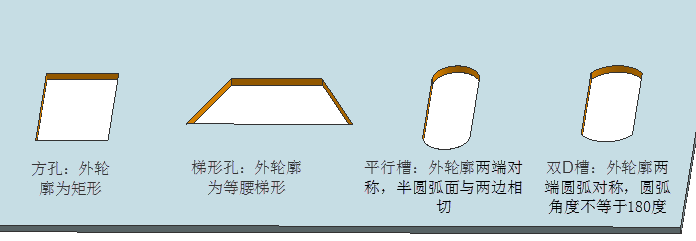 方孔：外轮
廓为矩形
梯形孔：外轮廓
为等腰梯形
平行槽：外轮廓两端对
称，半圆弧面与两边相
切
双D槽：外轮廓两
端圆弧对称，圆弧
角度不等于180度